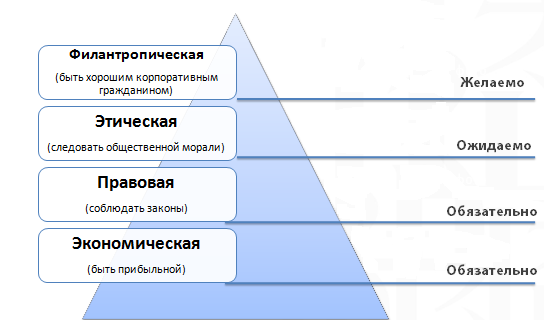 Филантропическая
(быть хорошим корпоративным
гражданином)
Желаемо
Этическая
(следовать общественной морали)
Ожидаемо
Правовая
(соблюдать законы)
Обязательно
Экономическая
(быть прибыльной)
Обязательно